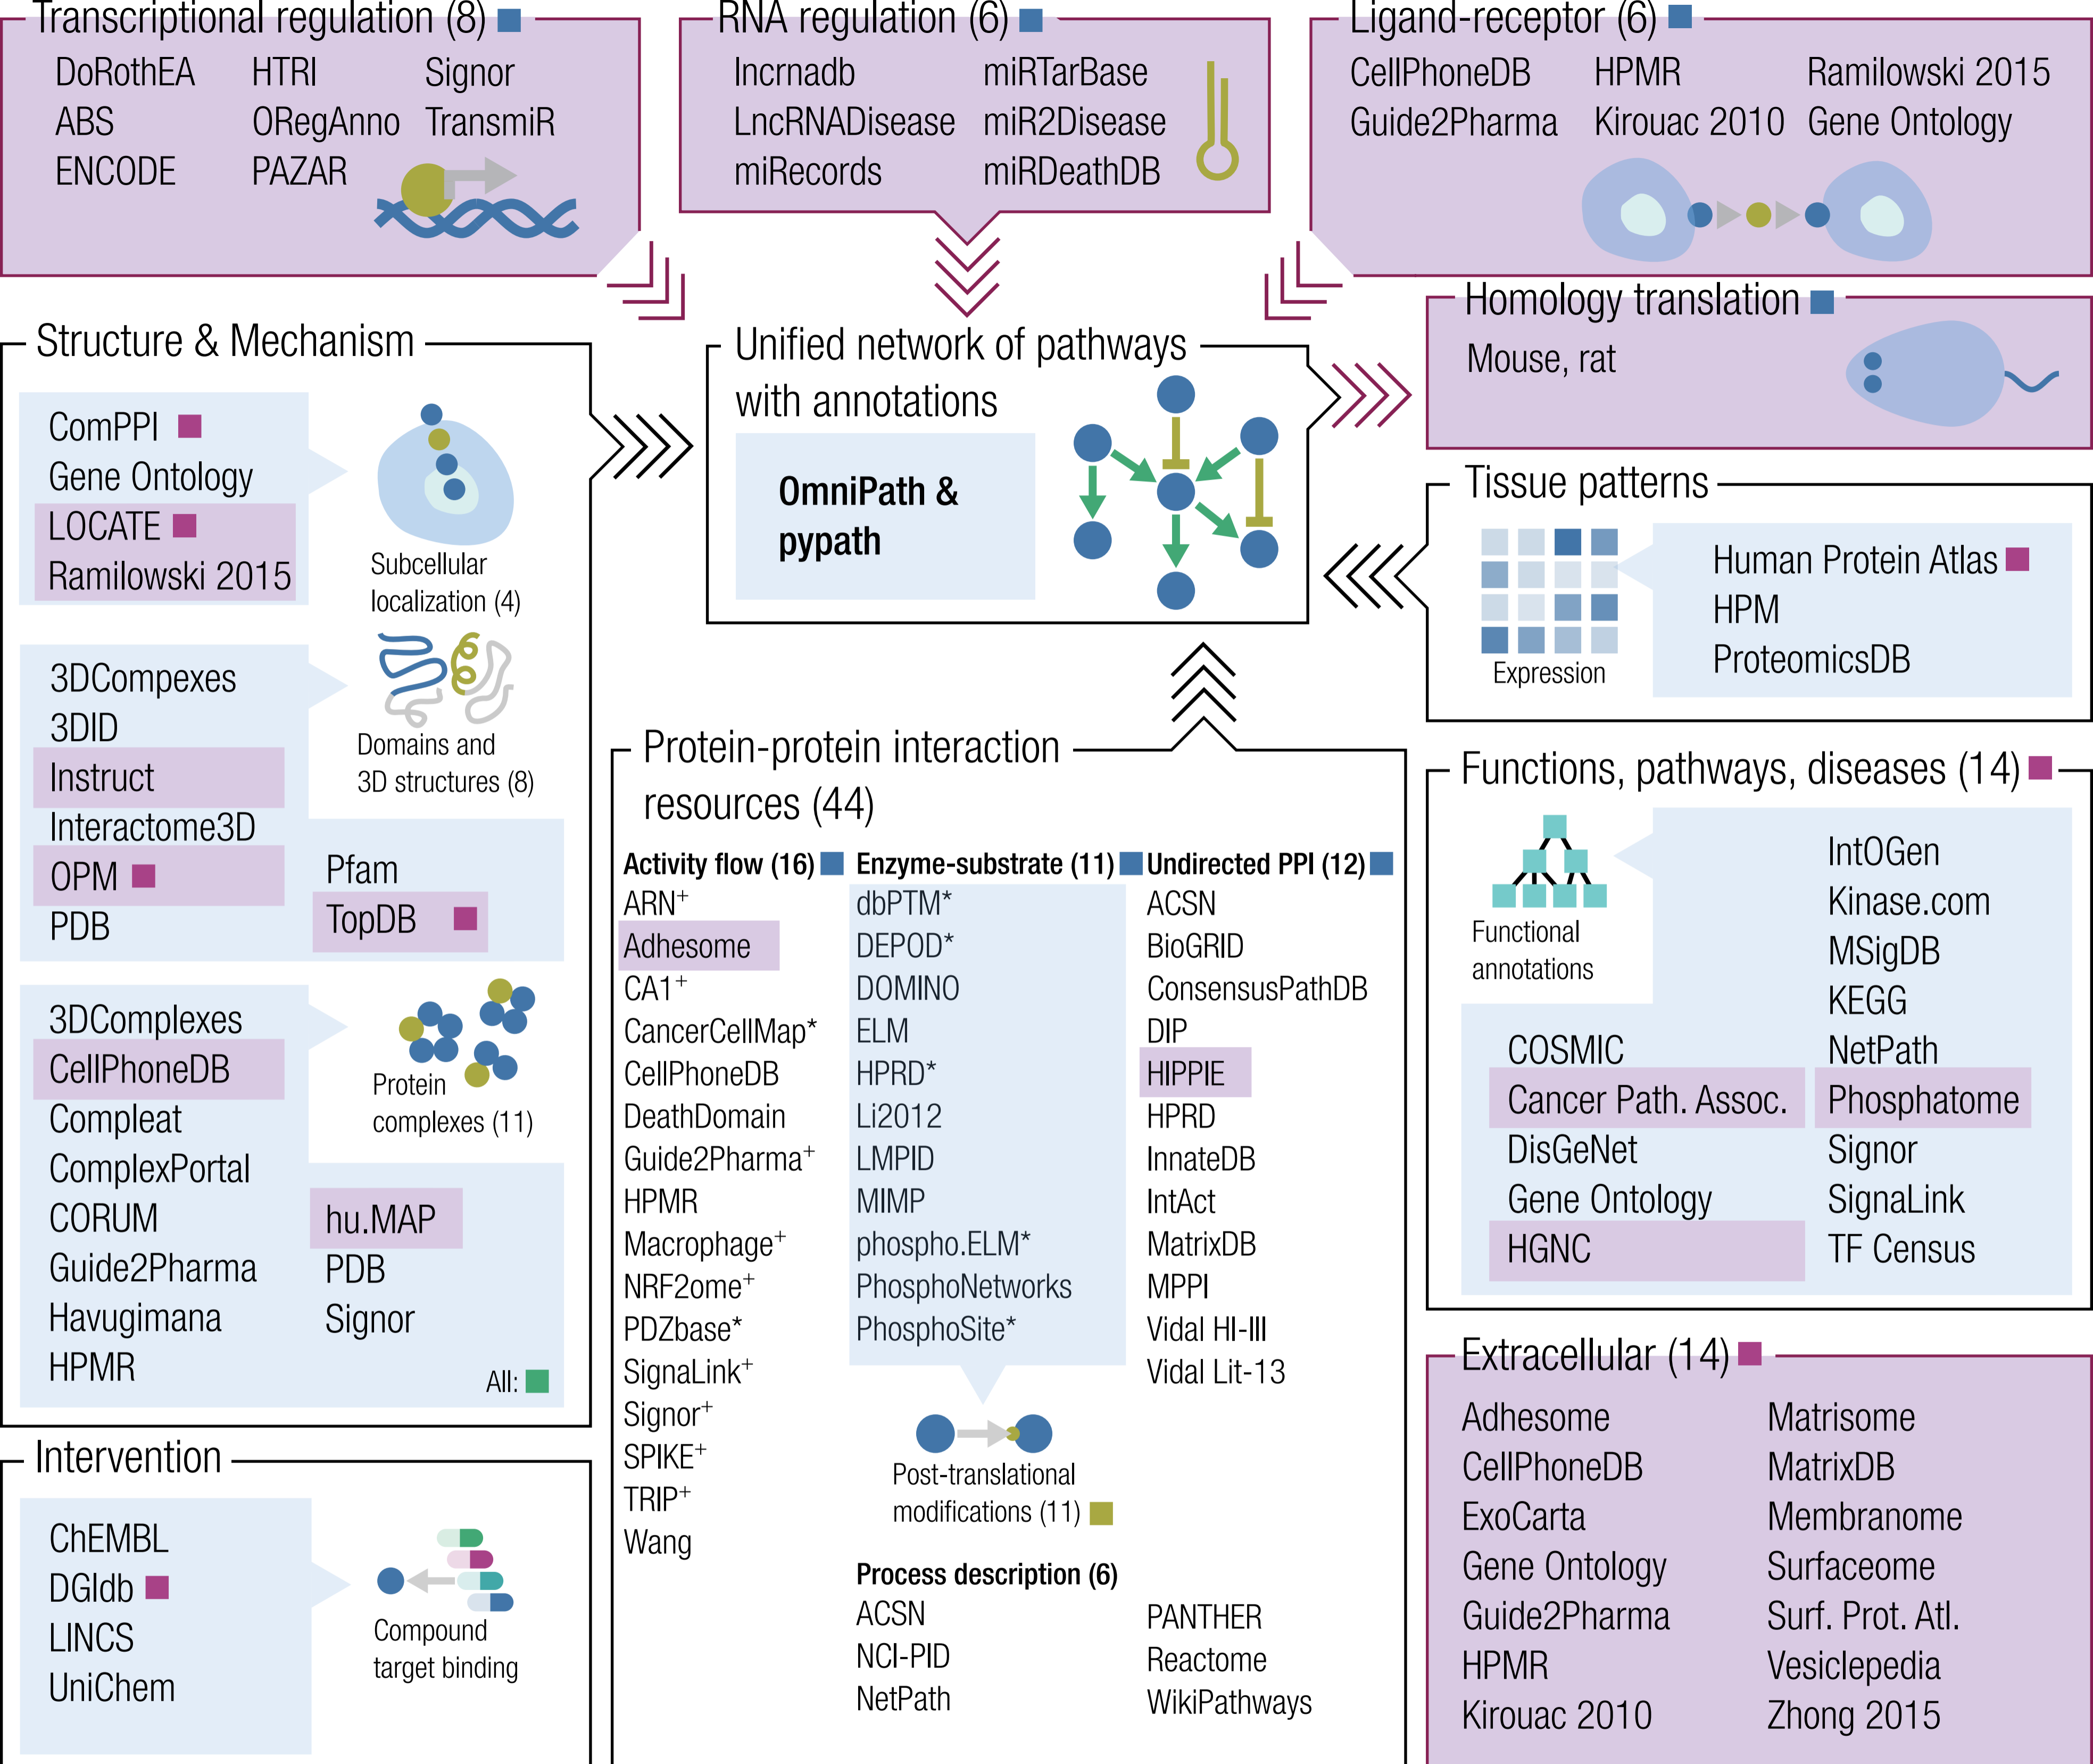 Transcriptional regulation (8)
DoRothEA HTRI Signor
ABS ORegAnno TransmiR
ENCODE PAZAR
RNA regulation (6)
lncrnadb miRTarBase
LncRNADisease miR2Disease
miRecords miRDeathDB
Ligand-receptor (6)
CellPhoneDB HPMR Ramilowski 2015
Guide2Pharma Kirouac 2010 Gene Ontology
Homology translation
Mouse, rat
Structure & Mechanism
ComPPI
Gene Ontology
LOCATE
Ramilowski 2015
Subcellular
localization (4)
3DCompexes
3DID
Instruct
Interactome3D
OPM
PDB
Pfam
TopDB
Domains and
3D structures (8)
3DComplexes
CellPhoneDB
Compleat
ComplexPortal
CORUM
Guide2Pharma
Havugimana
HPMR
hu.MAP
PDB
Signor
Protein
complexes (11)
All:
Unified network of pathways
with annotations
OmniPath &
pypath
Tissue patterns
Expression
Human Protein Atlas
HPM
ProteomicsDB
Protein-protein interaction
resources (44)
Activity flow (16)
ARN+
Adhesome
CA1+
CancerCellMap*
CellPhoneDB
DeathDomain
Guide2Pharma+
HPMR
Macrophage+
NRF2ome+
PDZbase*
SignaLink+
Signor+
SPIKE+
TRIP+
Wang
Enzyme-substrate (11)
dbPTM*
DEPOD*
DOMINO
ELM
HPRD*
Li2012
LMPID
MIMP
phospho.ELM*
PhosphoNetworks
PhosphoSite*
Post-translational
modifications (11)
Undirected PPI (12)
ACSN
BioGRID
ConsensusPathDB
DIP
HIPPIE
HPRD
InnateDB
IntAct
MatrixDB
MPPI
Vidal HI-III
Vidal Lit-13
Process description (6)
ACSN PANTHER
NCI-PID Reactome
NetPath WikiPathways
Functions, pathways, diseases (14)
Functional
annotations
COSMIC
Cancer Path. Assoc.
DisGeNet
Gene Ontology
HGNC
IntOGen
Kinase.com
MSigDB
KEGG
NetPath
Phosphatome
Signor
SignaLink
TF Census
Intervention
ChEMBL
DGIdb
LINCS
UniChem
Compound
target binding
Extracellular (14)
Adhesome Matrisome
CellPhoneDB MatrixDB
ExoCarta Membranome
Gene Ontology Surfaceome
Guide2Pharma Surf. Prot. Atl.
HPMR Vesiclepedia
Kirouac 2010 Zhong 2015